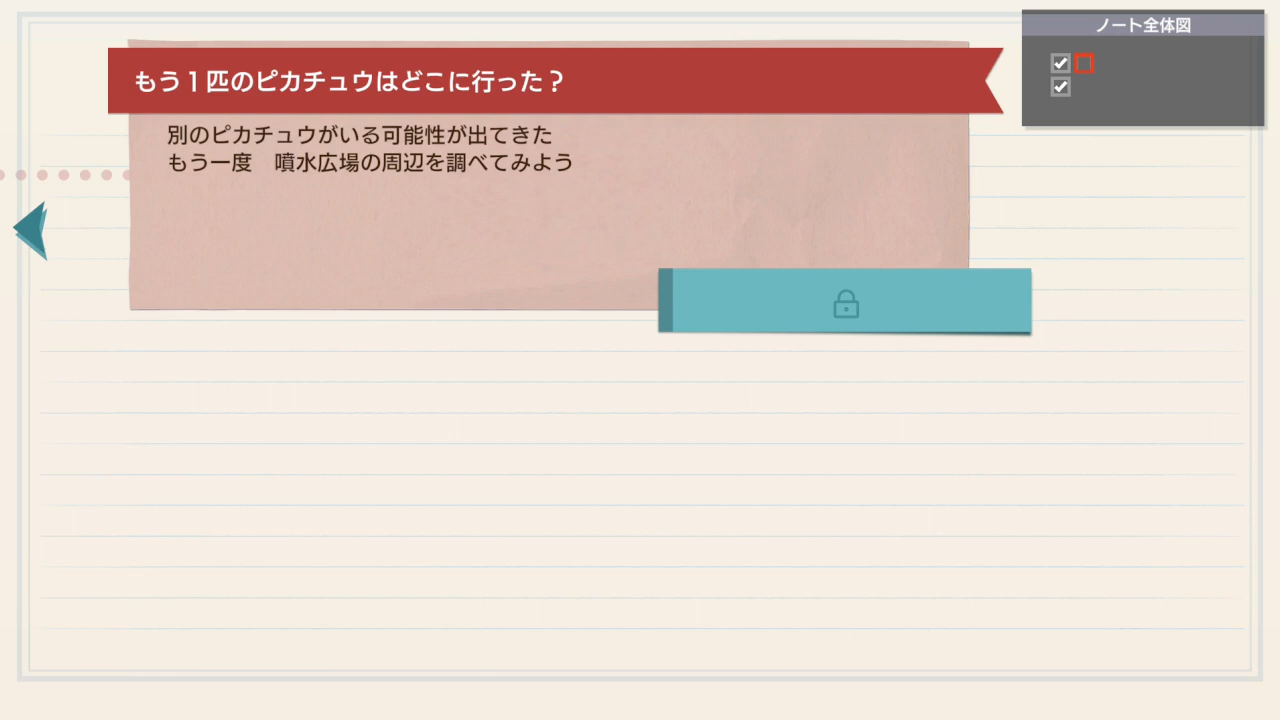 ノート全体図
もう１匹のピカチュウはどこに行った？
別のピカチュウがいる可能性が出てきた
もう一度　噴水広場の周辺を調べてみよう